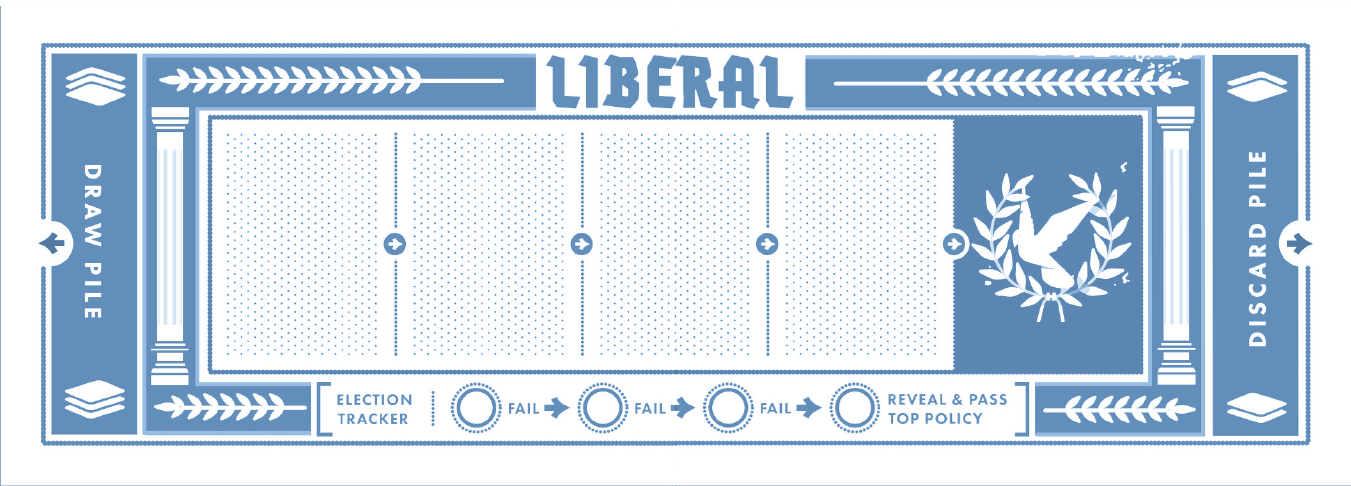 LIBERAL
DRAW PILE
DISCARD PILE
ELECTION
TRACKER
FAIL
FAIL
FAIL
REVEAL & PASS
TOP POLICY